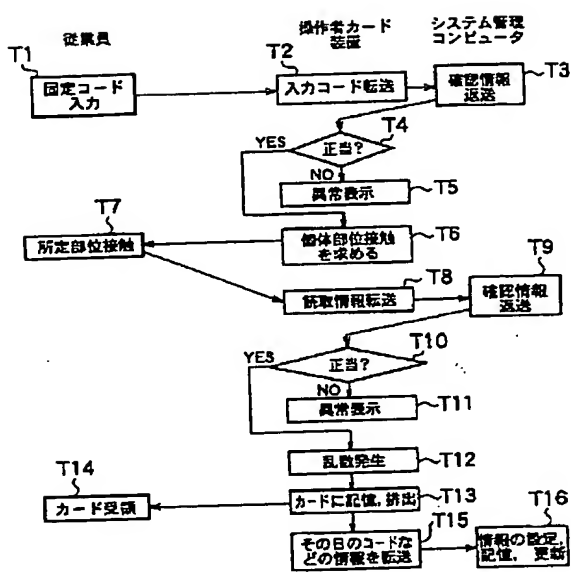 従業員
操作者カード
装置
システム管理
コンピュータ
T1
固定コード
入力
T2
入力コード転送
T3
確認情報
返送
T4
正当?
YES
NO
異常表示
T5
個体部位接触
を求める
T6
T7
所定部位接触
T8
読取情報転送
T9
確認情報
返送
T10
正当?
YES
NO
異常表示
T11
乱数発生
T12
カードに記憶,排出
T13
T14
カード受領
T15
その日のコードな
どの情報を転送
T16
情報の設定,
記憶, 更新